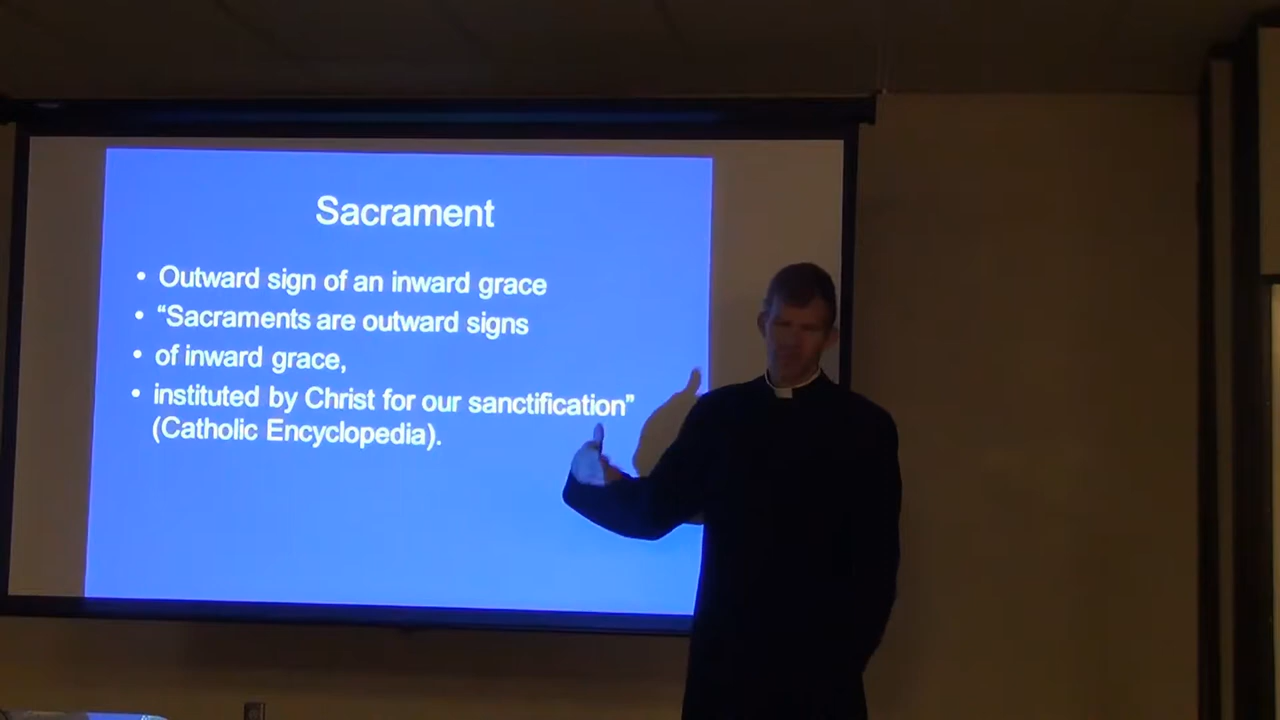 Sacrament
• Outward sign of an inward grace
• “Sacraments are outward signs
• of inward grace,
• instituted by Christ for our sanctification”
(Catholic Encyclopedia).